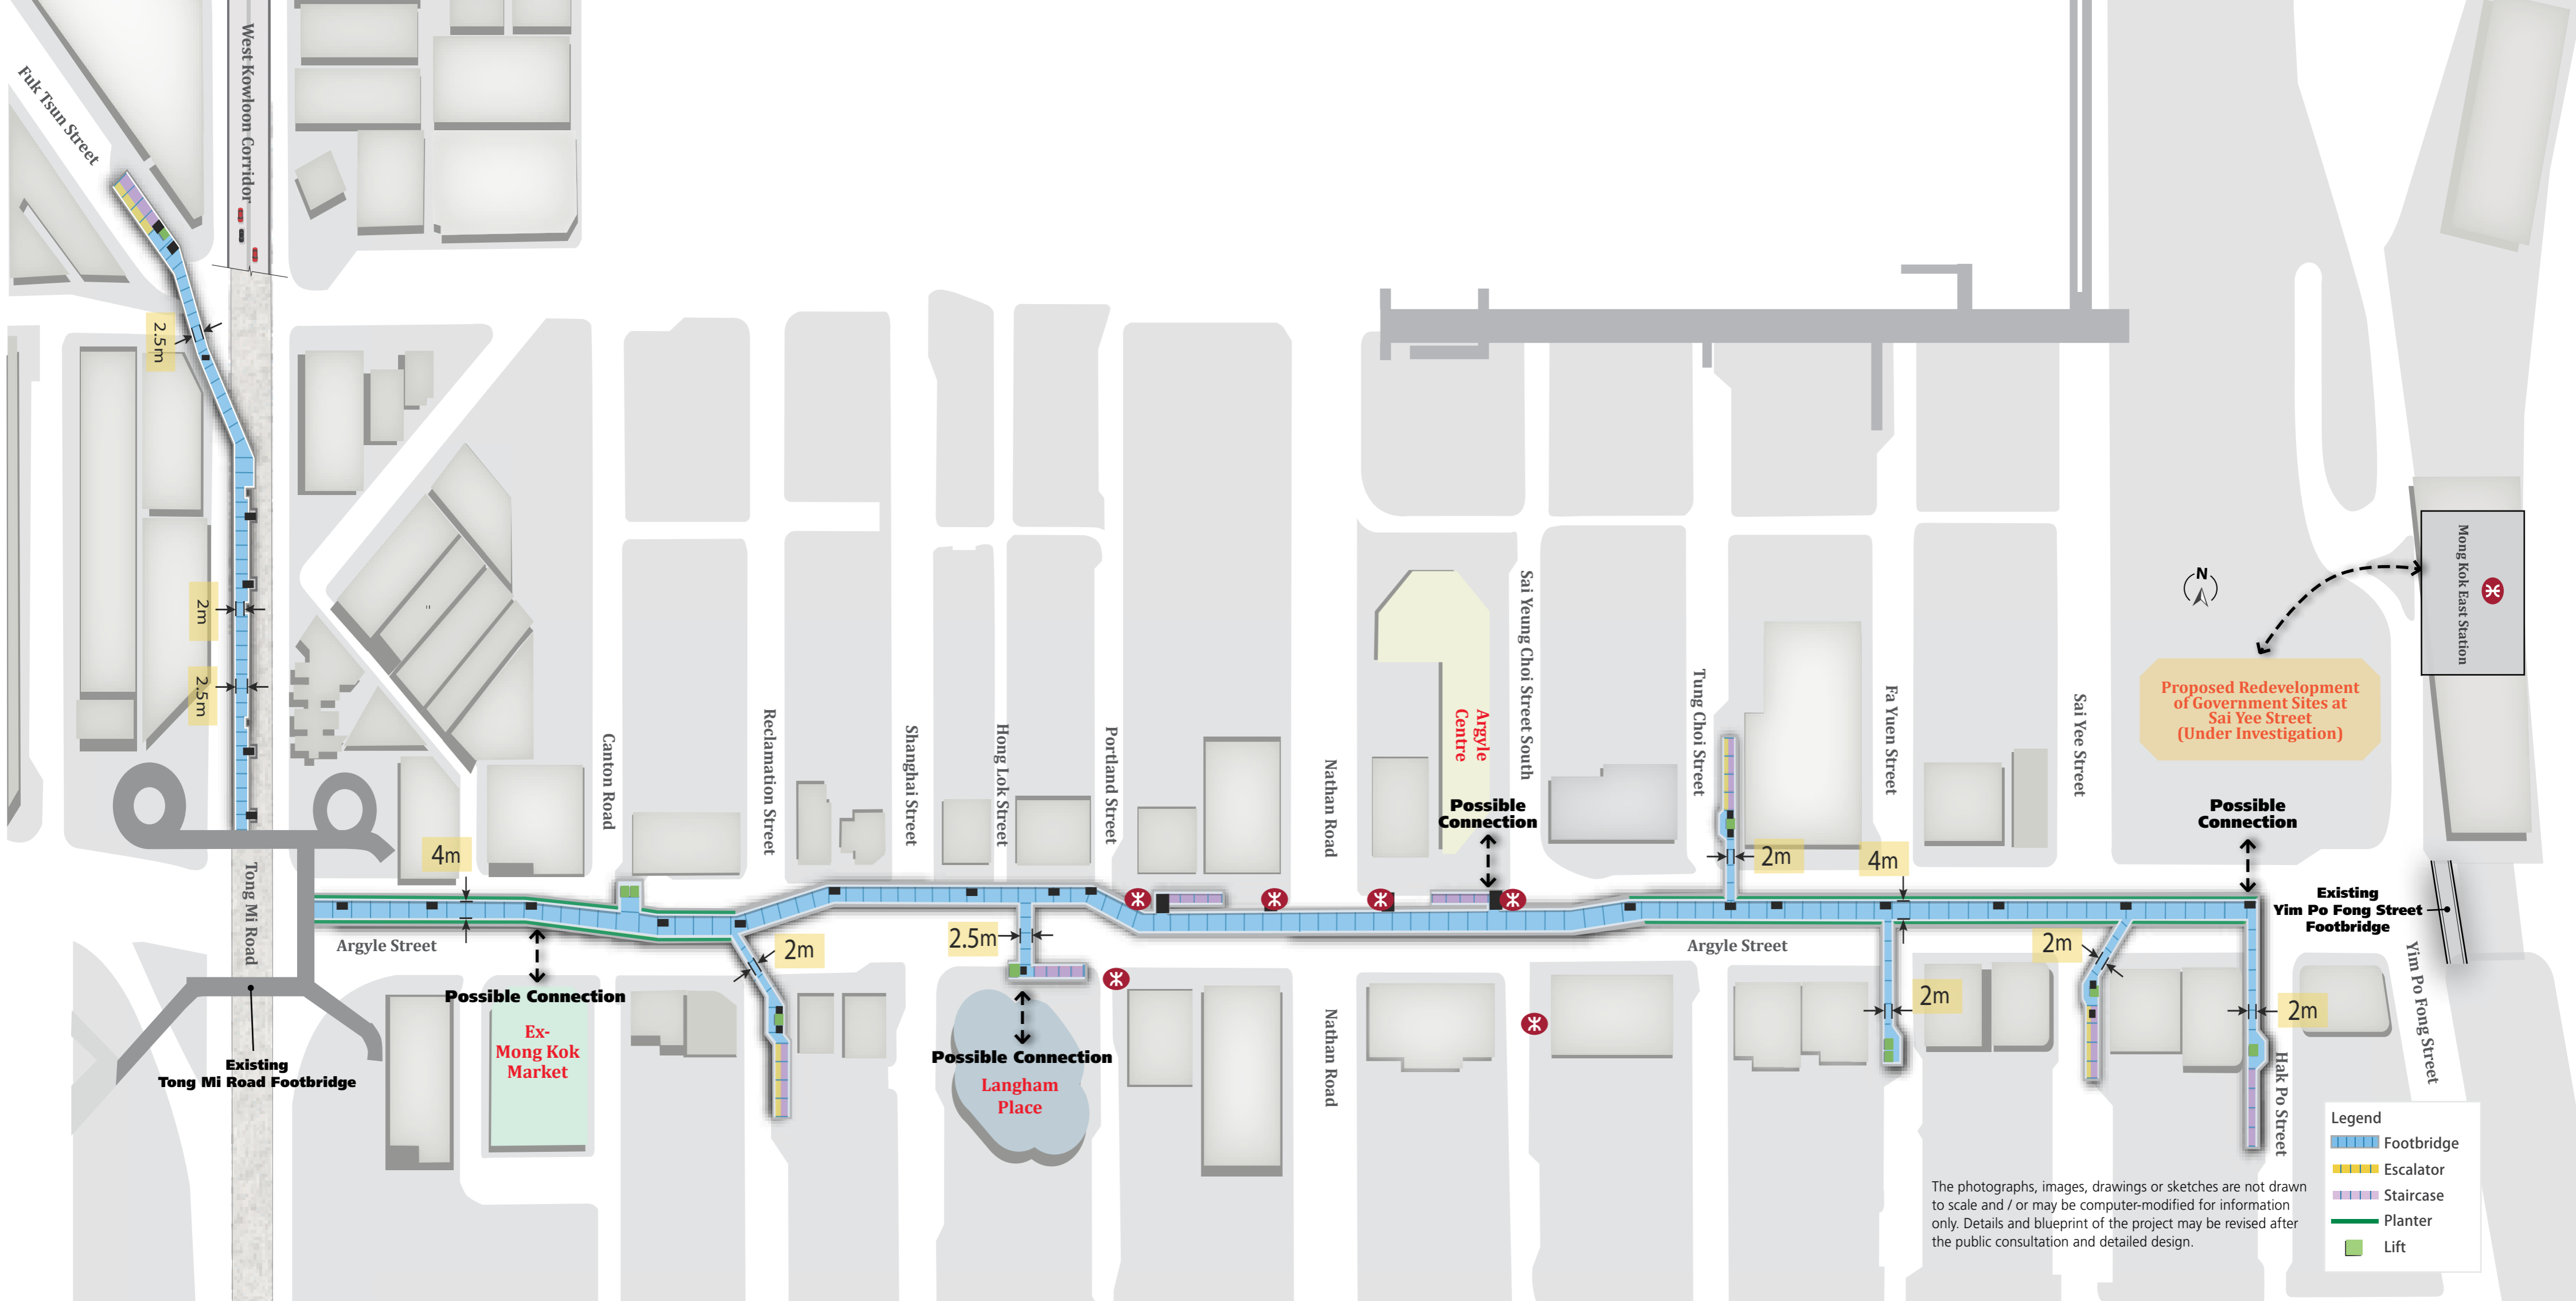 Fuk Tsun Street
West Kowloon Corridor
2.5m
2m
2.5m
Tong Mi Road
4m
Argyle Street
Possible Connection
Ex-
Mong Kok
Market
Existing
Tong Mi Road Footbridge
Canton Road
Reclamation Street
2m
Shanghai Street
Hong Lok Street
Portland Street
2.5m
Possible Connection
Langham
Place
Nathan Road
Nathan Road
Argyle
Centre
Possible
Connection
Sai Yeung Choi Street South
Tung Choi Street
2m
Fa Yuen Street
4m
Argyle Street
2m
Sai Yee Street
2m
2m
N
Proposed Redevelopment
of Government Sites at
Sai Yee Street
(Under Investigation)
Possible
Connection
Mong Kok East Station
Existing
Yim Po Fong Street
Footbridge
Yim Po Fong Street
Hak Po Street
The photographs, images, drawings or sketches are not drawn
to scale and / or may be computer-modified for information
only. Details and blueprint of the project may be revised after
the public consultation and detailed design.
Legend
Footbridge
Escalator
Staircase
Planter
Lift